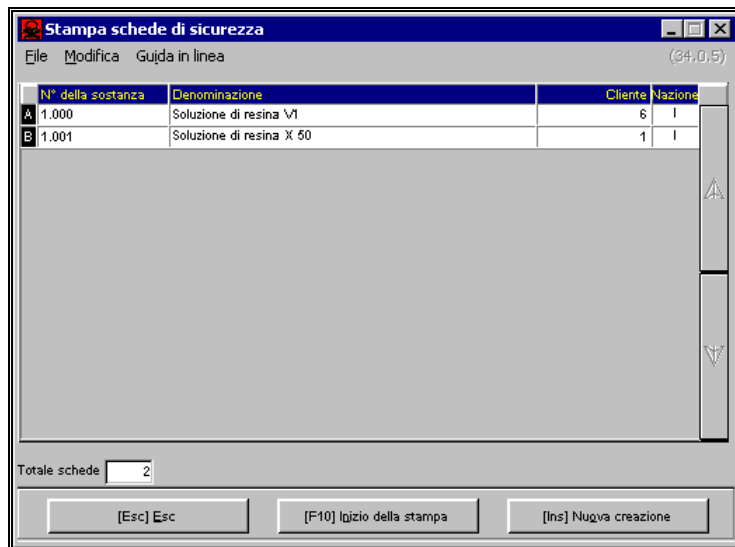 Stampa schede di sicurezza
File Modifica Guida in linea (34.0.5)
N° della sostanza Denominazione Cliente Nazione
A 1.000 Soluzione di resina V1 6 I
B 1.001 Soluzione di resina X 50 1 I
Totale schede 2
[Esc] Esc [F10] Inizio della stampa [Ins] Nuova creazione